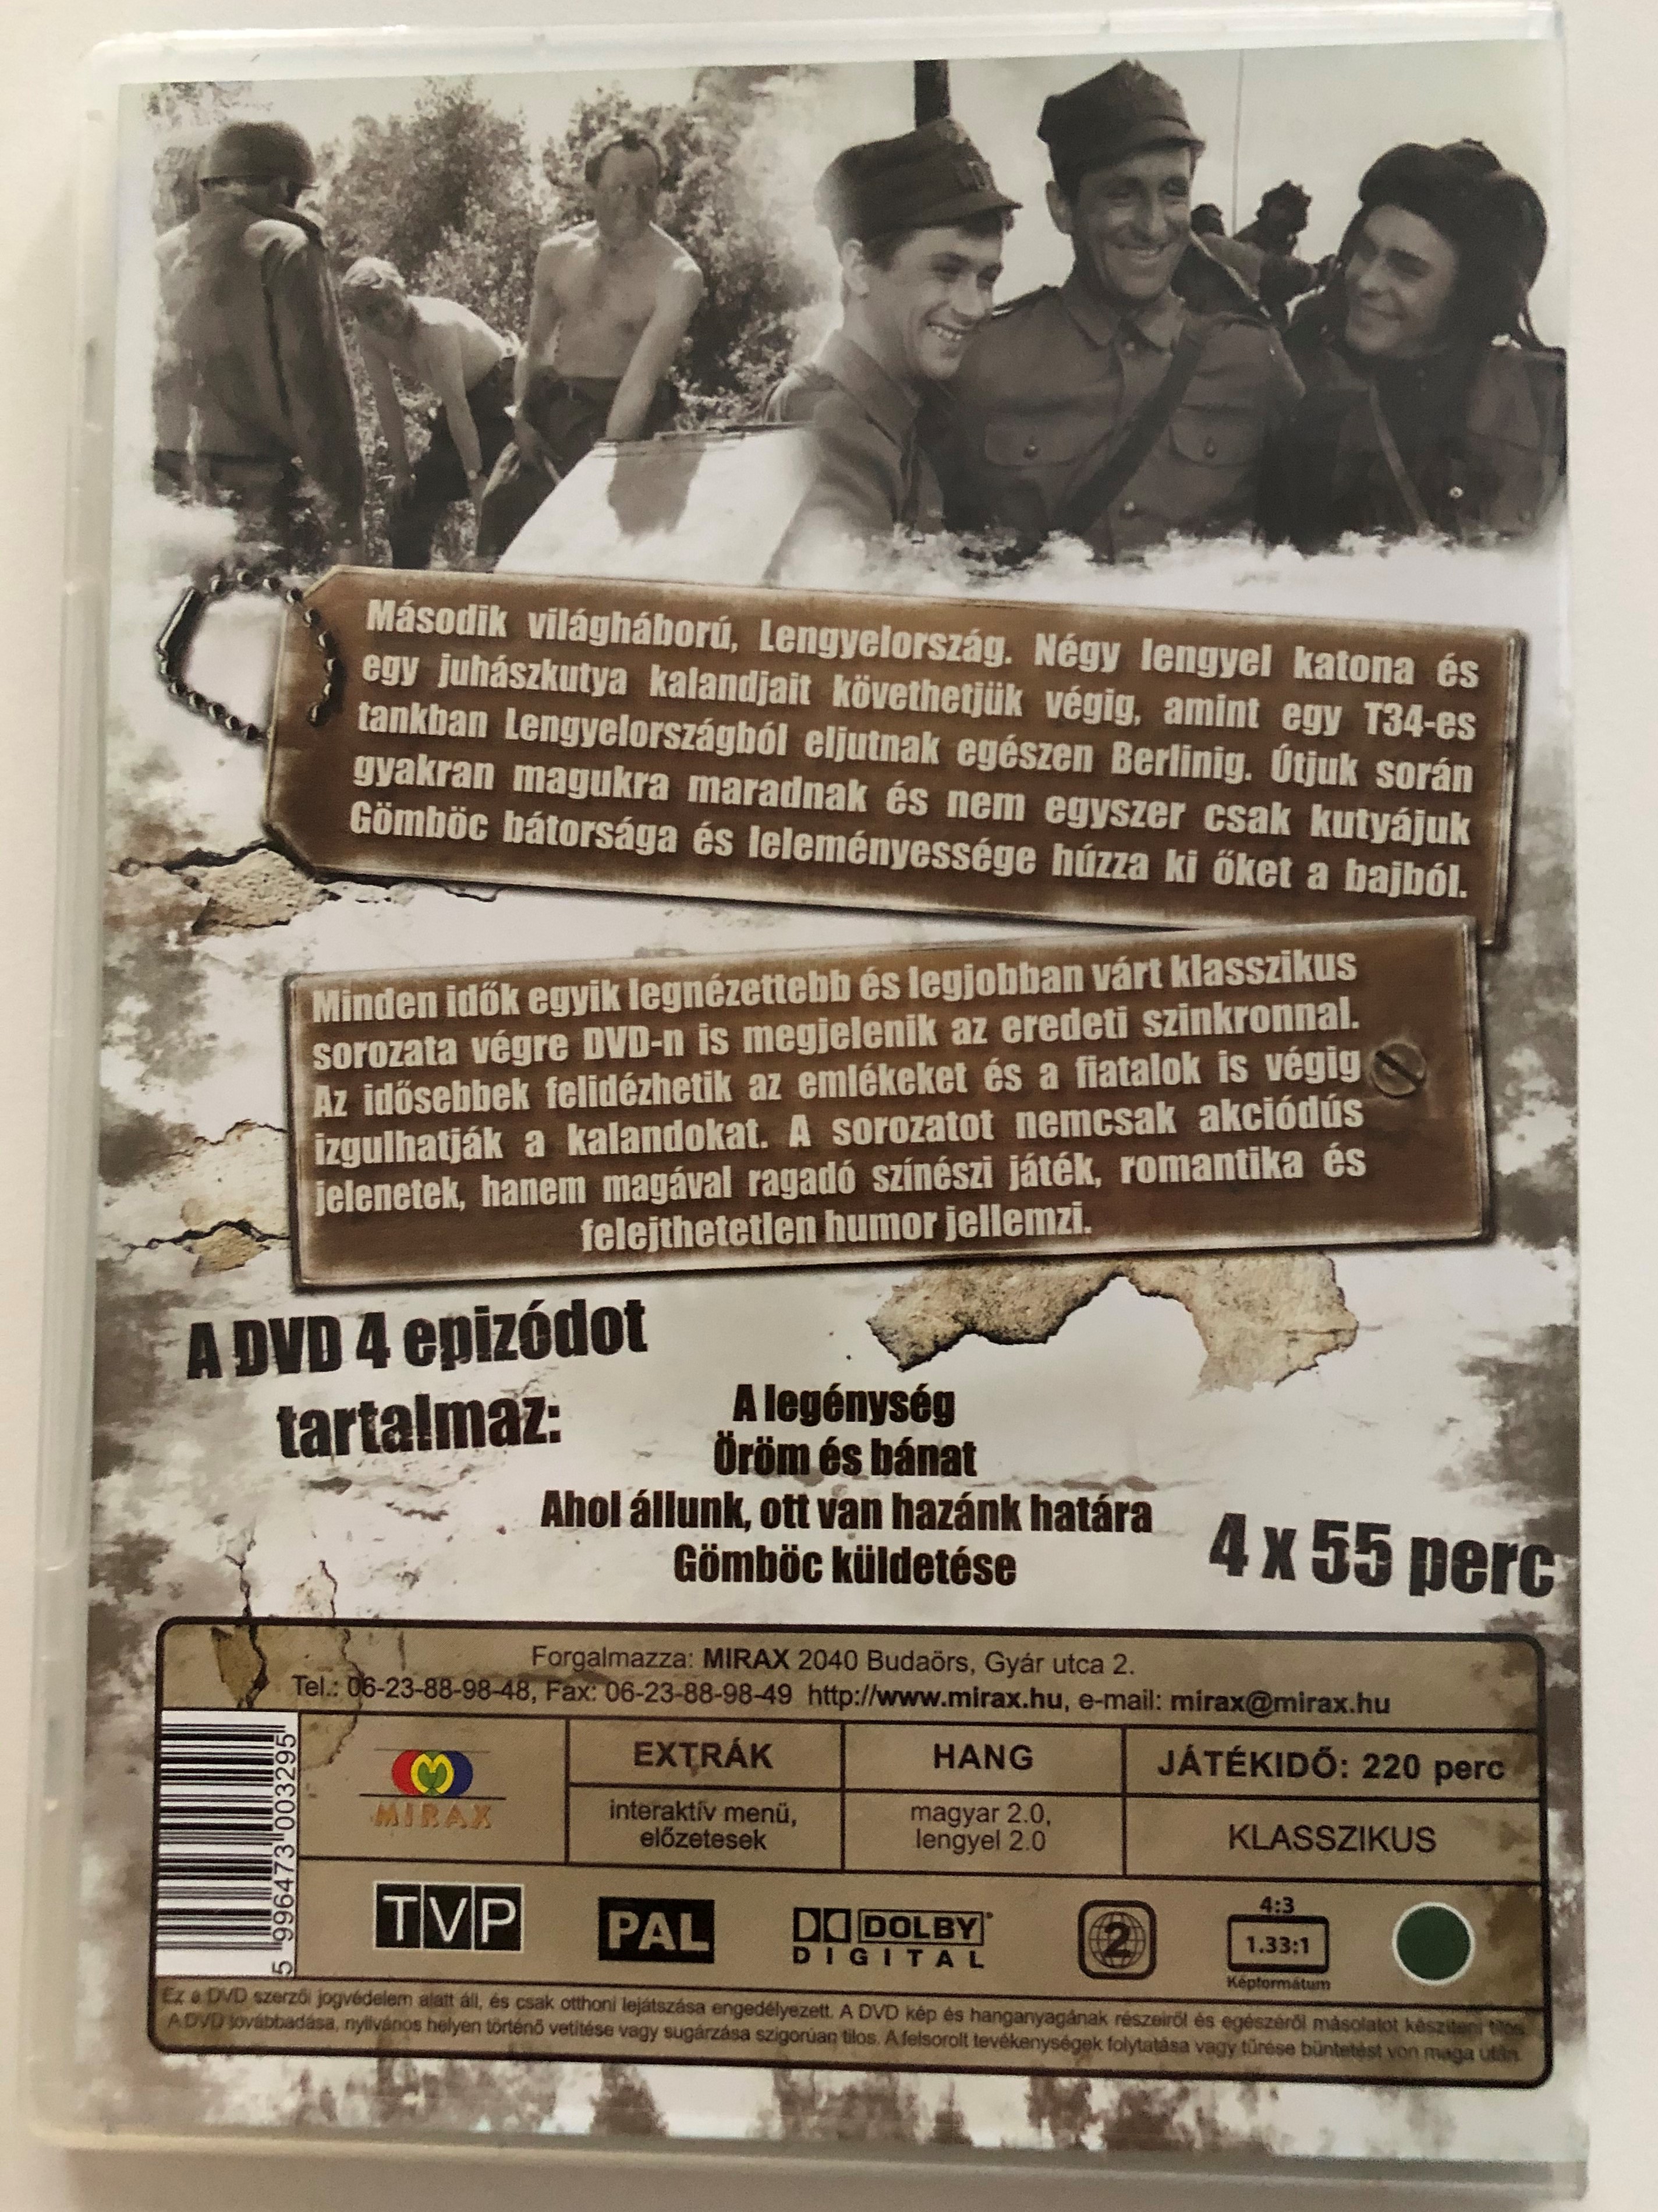 Második világháború, Lengyelország. Négy lengyel katona és
egy juhászkutya kalandjait követhetjük végig, amint egy T34-es
tankban Lengyelországból eljutnak egészen Berlinig. Útjuk során
gyakran magukra maradnak és nem egyszer csak kutyájuk
Gömböc bátorsága és leleményessége húzza ki őket a bajból.
Minden idők egyik legnézettebb és legjobban várt klasszikus
sorozata végre DVD-n is megjelenik az eredeti szinkronnal.
Az idősebbek felidézhetik az emlékeket és a fiatalok is végig
izgulhatják a kalandokat. A sorozatot nemcsak akciódús
jelenetek, hanem magával ragadó színészi játék, romantika és
felejthetetlen humor jellemzi.
A DVD 4 epizódot
tartalmaz:
A legénység
Öröm és bánat
Ahol állunk, ott van hazánk határa
Gömböc küldetése
4 x 55 perc
Forgalmazza: MIRAX 2040 Budaörs, Gyár utca 2.
Tel.: 06-23-88-98-48, Fax: 06-23-88-98-49 http://www.mirax.hu, e-mail: mirax@mirax.hu
5 996473 003295
MIRAX
EXTRÁK
interaktív menü,
előzetesek
HANG
magyar 2.0,
lengyel 2.0
JÁTÉKIDŐ: 220 perc
KLASSZIKUS
TVP
PAL
DOLBY
DIGITAL
2
4:3
1.33:1
Képformátum
Ez a DVD szerzői jogvédelem alatt áll, és csak otthoni lejátszása engedélyezett. A DVD kép és hanganyagának részeiről és egészéről másolatot készíteni tilos.
A DVD továbbadása, nyilvános helyen történő vetítése vagy sugárzása szigorúan tilos. A felsorolt tevékenységek folytatása vagy tűrése büntetést von maga után.